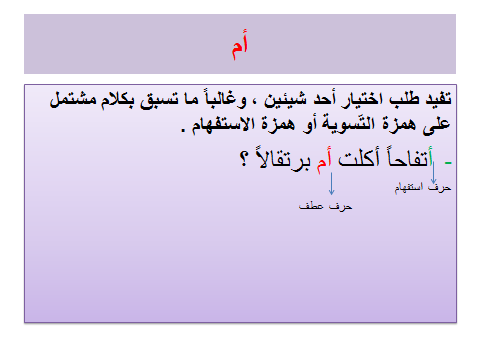 أم
تفيد طلب اختيار أحد شيئين ، وغالباً ما تسبق بكلام مشتمل
على همزة التَسوية أو همزة الاستفهام .
- أتفاحاً أكلت أم برتقالاً ؟
حرف استفهام
حرف عطف